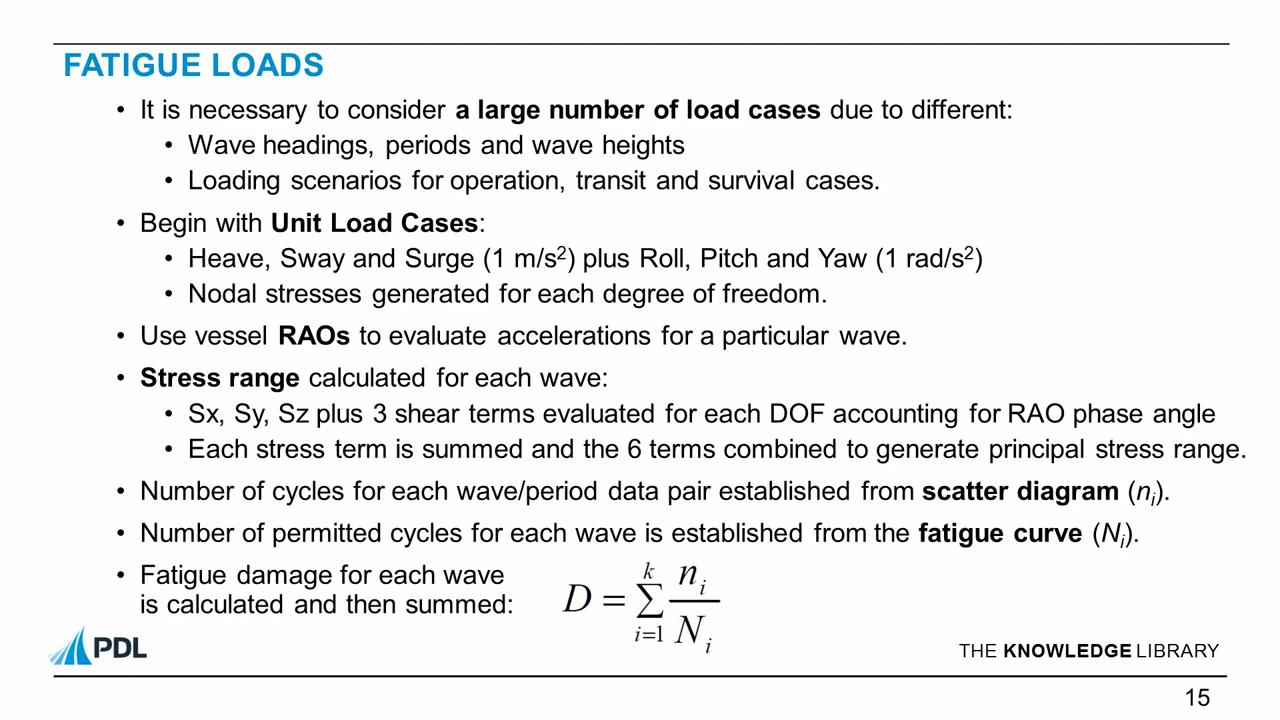 FATIGUE LOADS
• It is necessary to consider a large number of load cases due to different:
• Wave headings, periods and wave heights
• Loading scenarios for operation, transit and survival cases.
• Begin with Unit Load Cases:
• Heave, Sway and Surge (1 m/s²) plus Roll, Pitch and Yaw (1 rad/s²)
• Nodal stresses generated for each degree of freedom.
• Use vessel RAOs to evaluate accelerations for a particular wave.
• Stress range calculated for each wave:
• Sx, Sy, Sz plus 3 shear terms evaluated for each DOF accounting for RAO phase angle
• Each stress term is summed and the 6 terms combined to generate principal stress range.
• Number of cycles for each wave/period data pair established from scatter diagram (nᵢ).
• Number of permitted cycles for each wave is established from the fatigue curve (Nᵢ).
• Fatigue damage for each wave
is calculated and then summed:
D = ∑_{i=1}^{k} nᵢ/Nᵢ
PDL
THE KNOWLEDGE LIBRARY
15